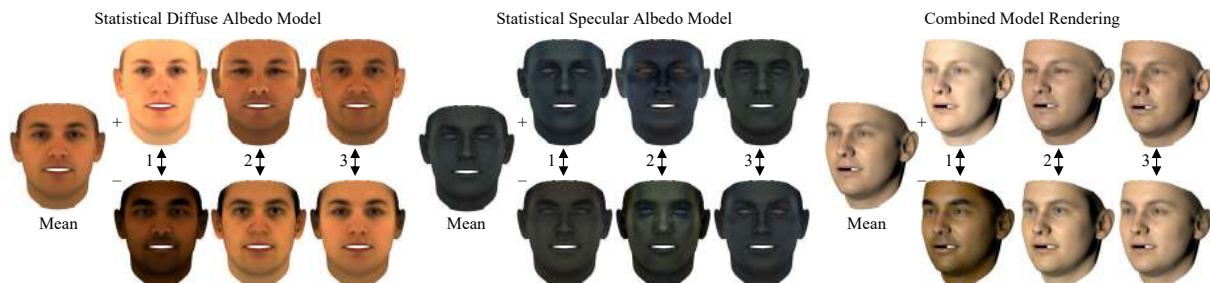 Statistical Diffuse Albedo Model
Statistical Specular Albedo Model
Combined Model Rendering
+
1
2
3
−
Mean
+
1
2
3
−
Mean
+
1
2
3
−
Mean